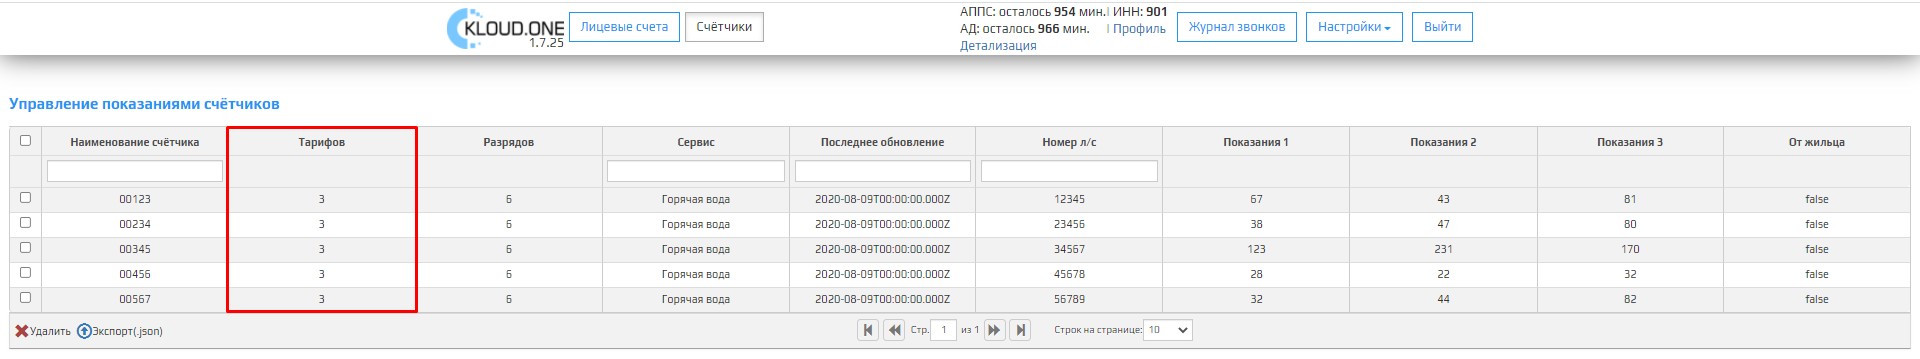 KLOUD.ONE
1.7.25
Лицевые счета
Счётчики
АППС: осталось 954 мин. | ИНН: 901
АД: осталось 966 мин. | Профиль
Детализация
Журнал звонков
Настройки
Выйти
Управление показаниями счётчиков
Наименование счётчика Тарифов Разрядов Сервис Последнее обновление Номер л/с Показания 1 Показания 2 Показания 3 От жильца
00123 3 6 Горячая вода 2020-08-09T00:00:00.000Z 12345 67 43 81 false
00234 3 6 Горячая вода 2020-08-09T00:00:00.000Z 23456 38 47 80 false
00345 3 6 Горячая вода 2020-08-09T00:00:00.000Z 34567 123 231 170 false
00456 3 6 Горячая вода 2020-08-09T00:00:00.000Z 45678 28 22 32 false
00567 3 6 Горячая вода 2020-08-09T00:00:00.000Z 56789 32 44 82 false
Удалить Экспорт(.json) Стр. 1 из 1 Строк на странице: 10